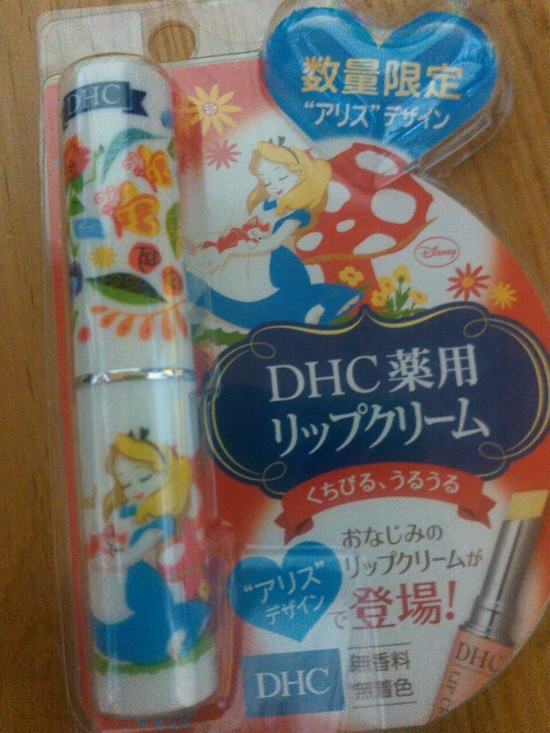 DHC
数量限定
“アリス”デザイン
Disney
DHC薬用
リップクリーム
くちびる、うるうる
おなじみの
リップクリームが
“アリス”
デザイン
で登場!
DHC
無香料
無着色
DHC